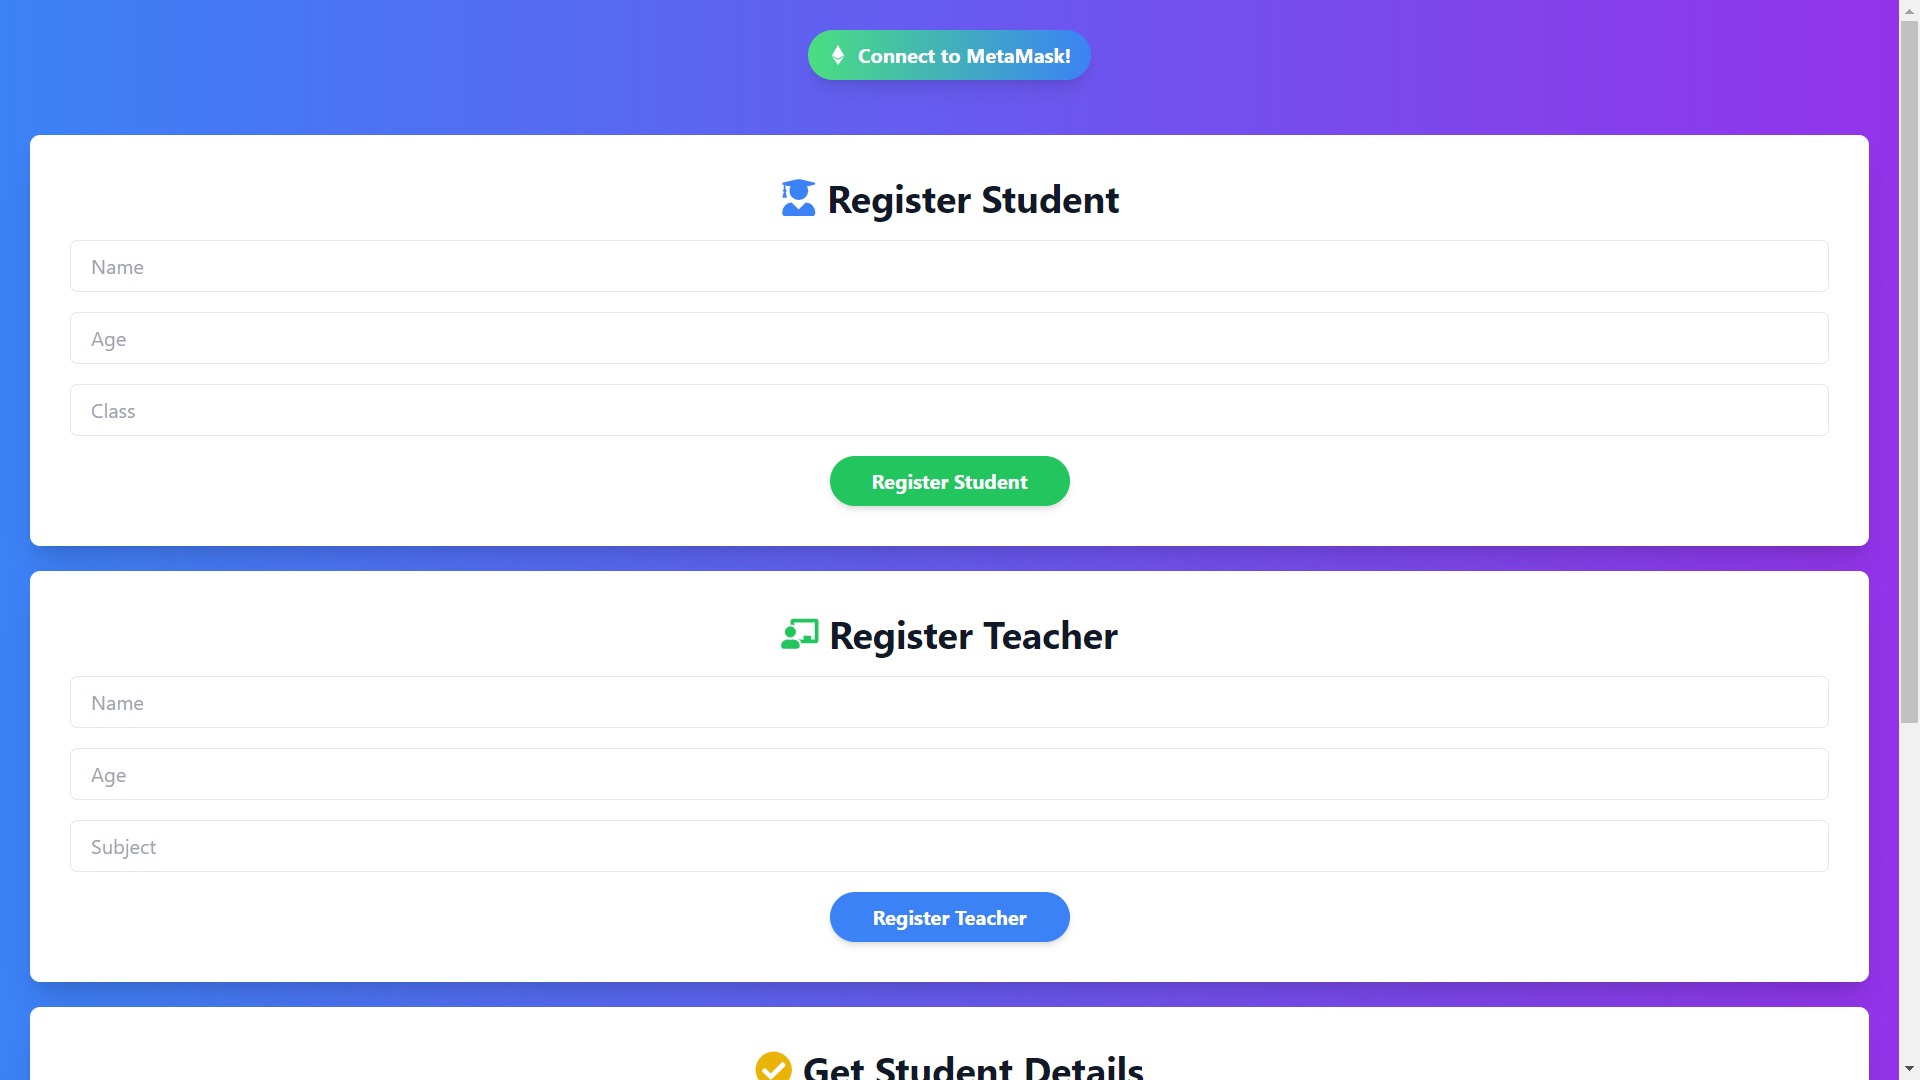 Connect to MetaMask!
Register Student
Name
Age
Class
Register Student
Register Teacher
Name
Age
Subject
Register Teacher
Get Student Details